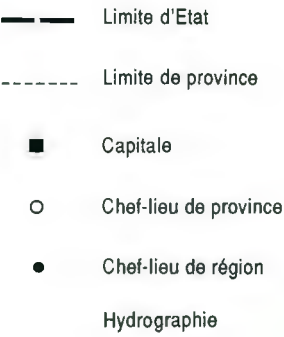 Limite d'Etat
Limite de province
Capitale
Chef-lieu de province
Chef-lieu de région
Hydrographie